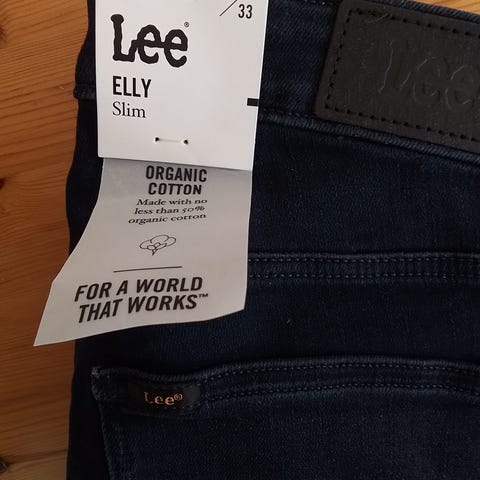 /33
Lee®
ELLY
Slim
ORGANIC
COTTON
Made with no
less than 50%
organic cotton
FOR A WORLD
THAT WORKS™
Lee
Lee®